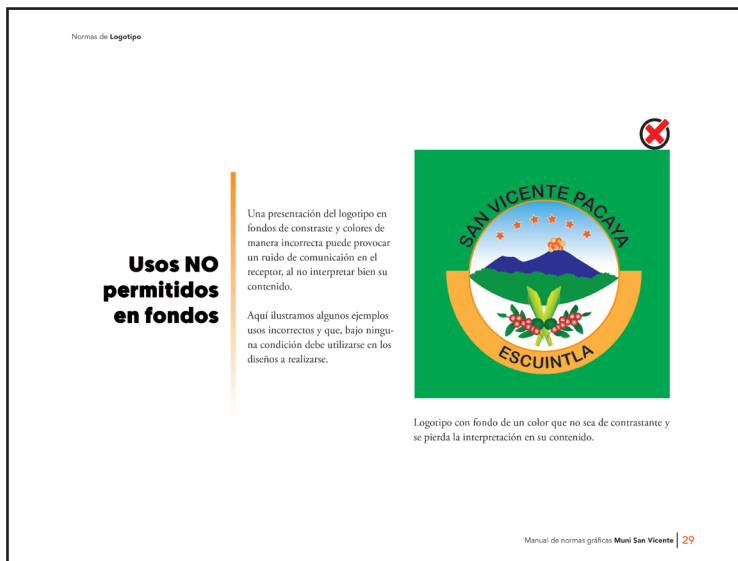 Normas de Logotipo
Usos NO
permitidos
en fondos
Una presentación del logotipo en
fondos de constraste y colores de
manera incorrecta puede provocar
un ruido de comunicaión en el
receptor, al no interpretar bien su
contenido.
Aquí ilustramos algunos ejemplos
usos incorrectos y que, bajo ningu-
na condición debe utilizarse en los
diseños a realizarse.
SAN VICENTE PACAYA
ESCUINTLA
Logotipo con fondo de un color que no sea de contrastante y
se pierda la interpretación en su contenido.
Manual de normas gráficas Muni San Vicente 29